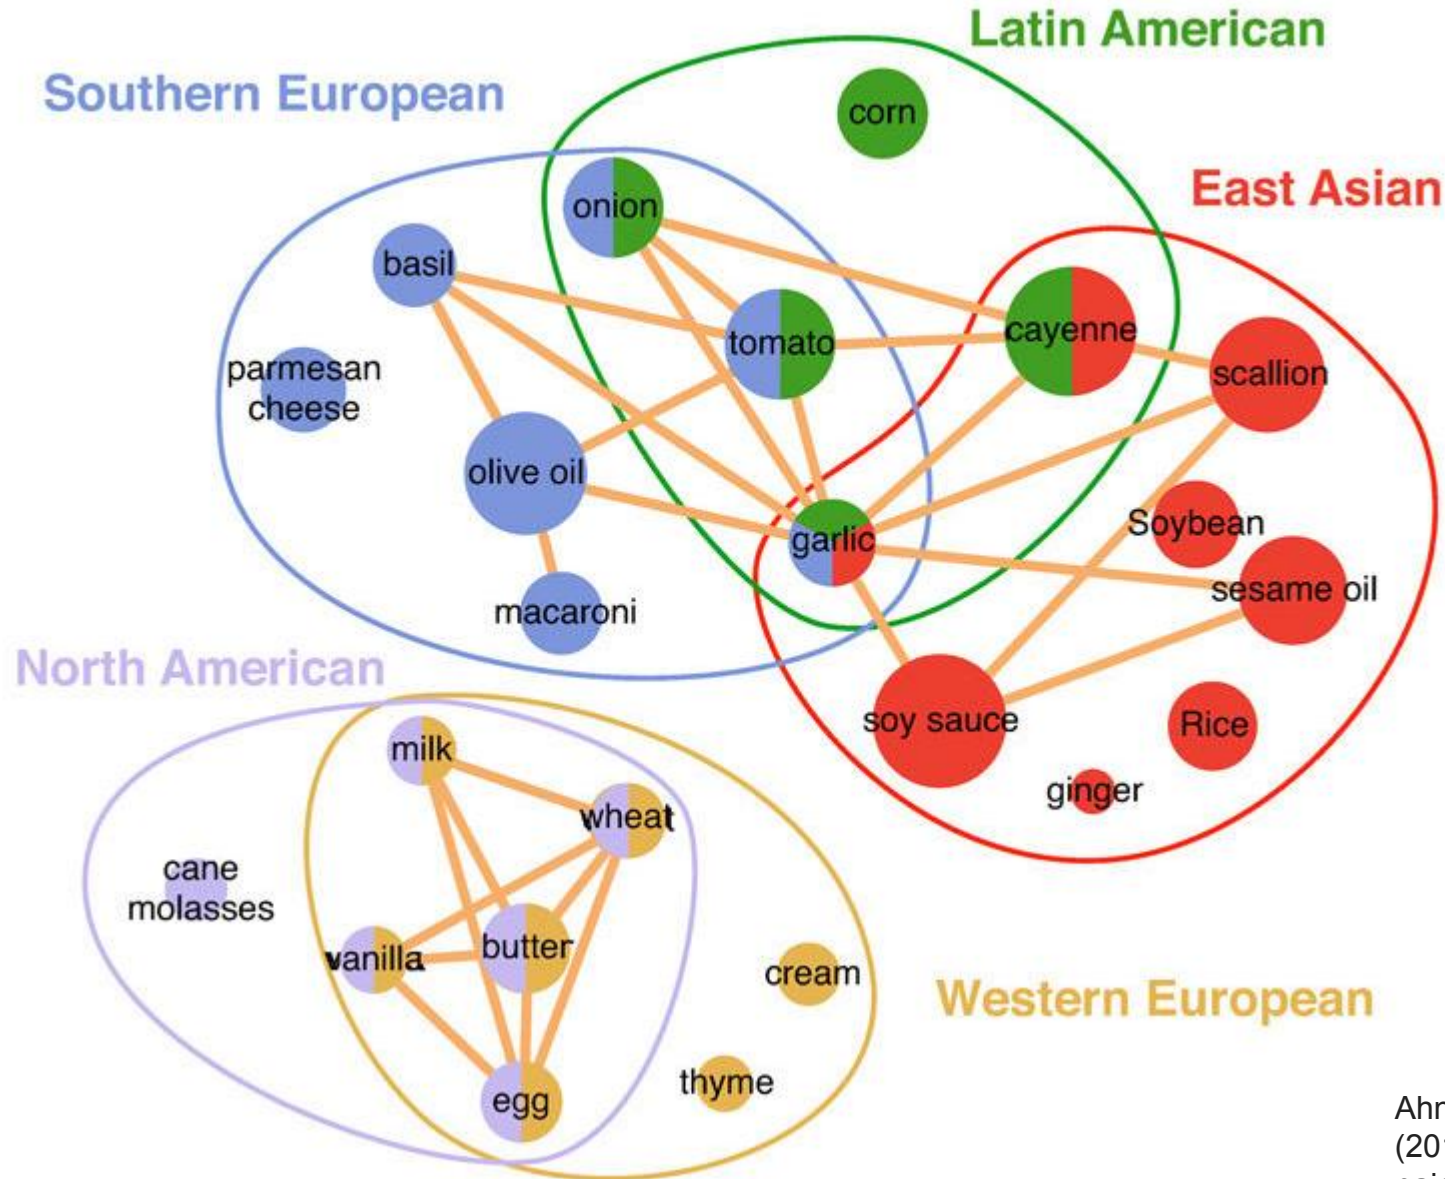 Latin American
Southern European
corn
East Asian
onion
basil
tomato
cayenne
parmesan
cheese
scallion
olive oil
Soybean
garlic
sesame oil
macaroni
North American
soy sauce
Rice
milk
ginger
wheat
cane
molasses
butter
vanilla
cream
Western European
thyme
egg